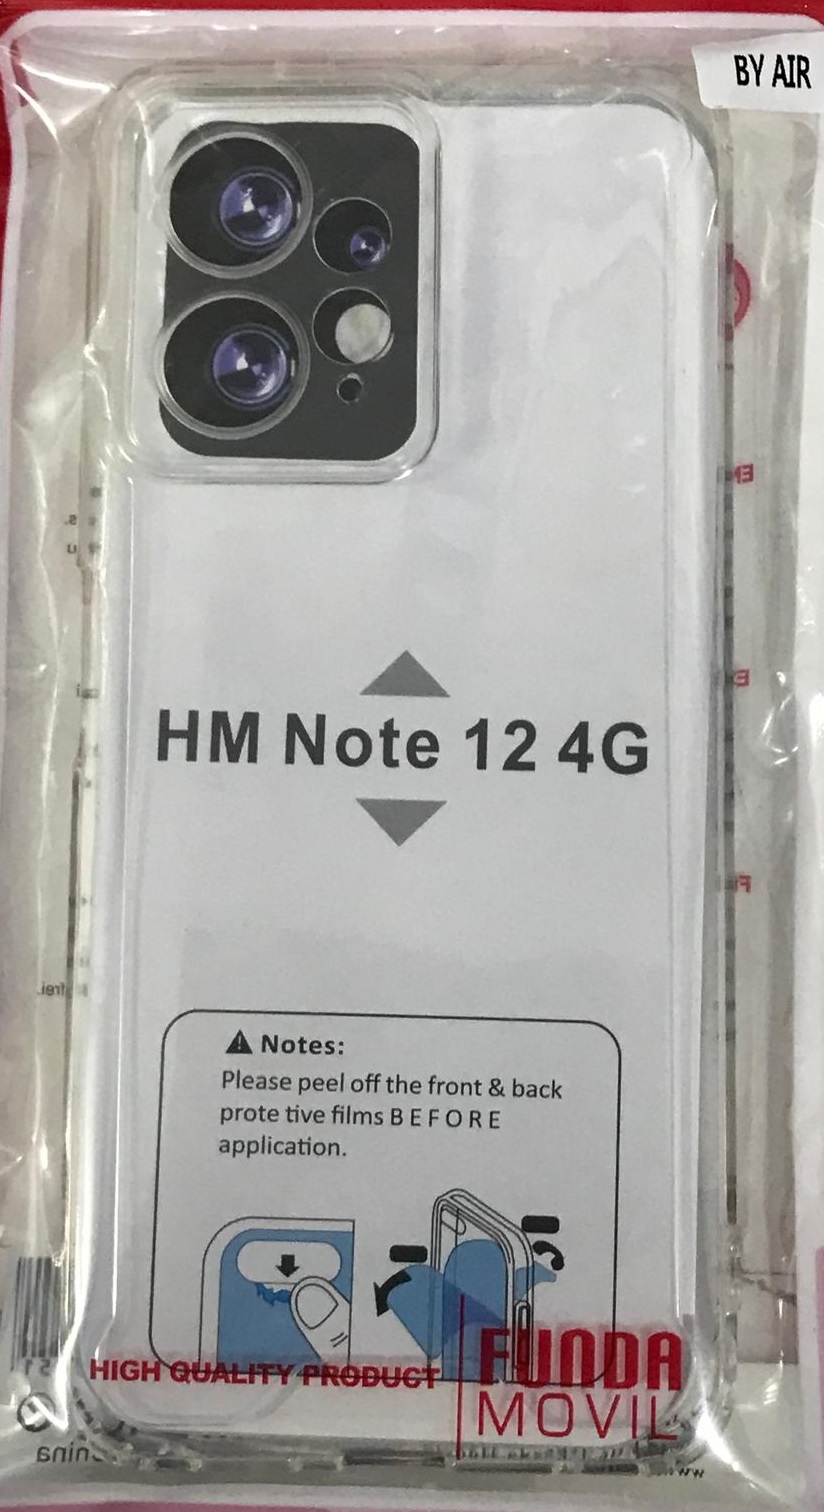 BY AIR
HM Note 12 4G
Notes:
Please peel off the front & back
prote tive films B E F O R E
application.
HIGH QUALITY PRODUCT
FUNDA
MOVIL